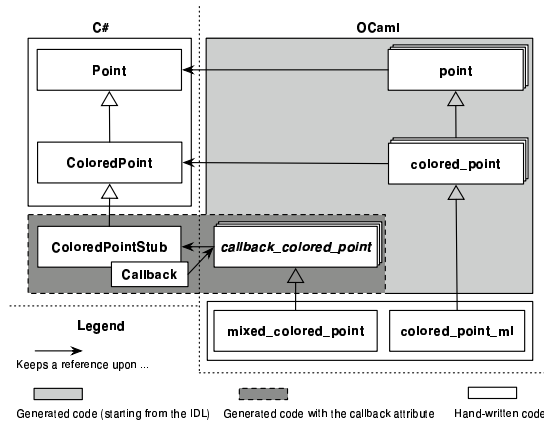 C#
OCaml
Point
point
ColoredPoint
colored_point
ColoredPointStub
callback_colored_point
Callback
mixed_colored_point
colored_point_ml
Legend
Keeps a reference upon ...
Generated code (starting from the IDL)
Generated code with the callback attribute
Hand-written code